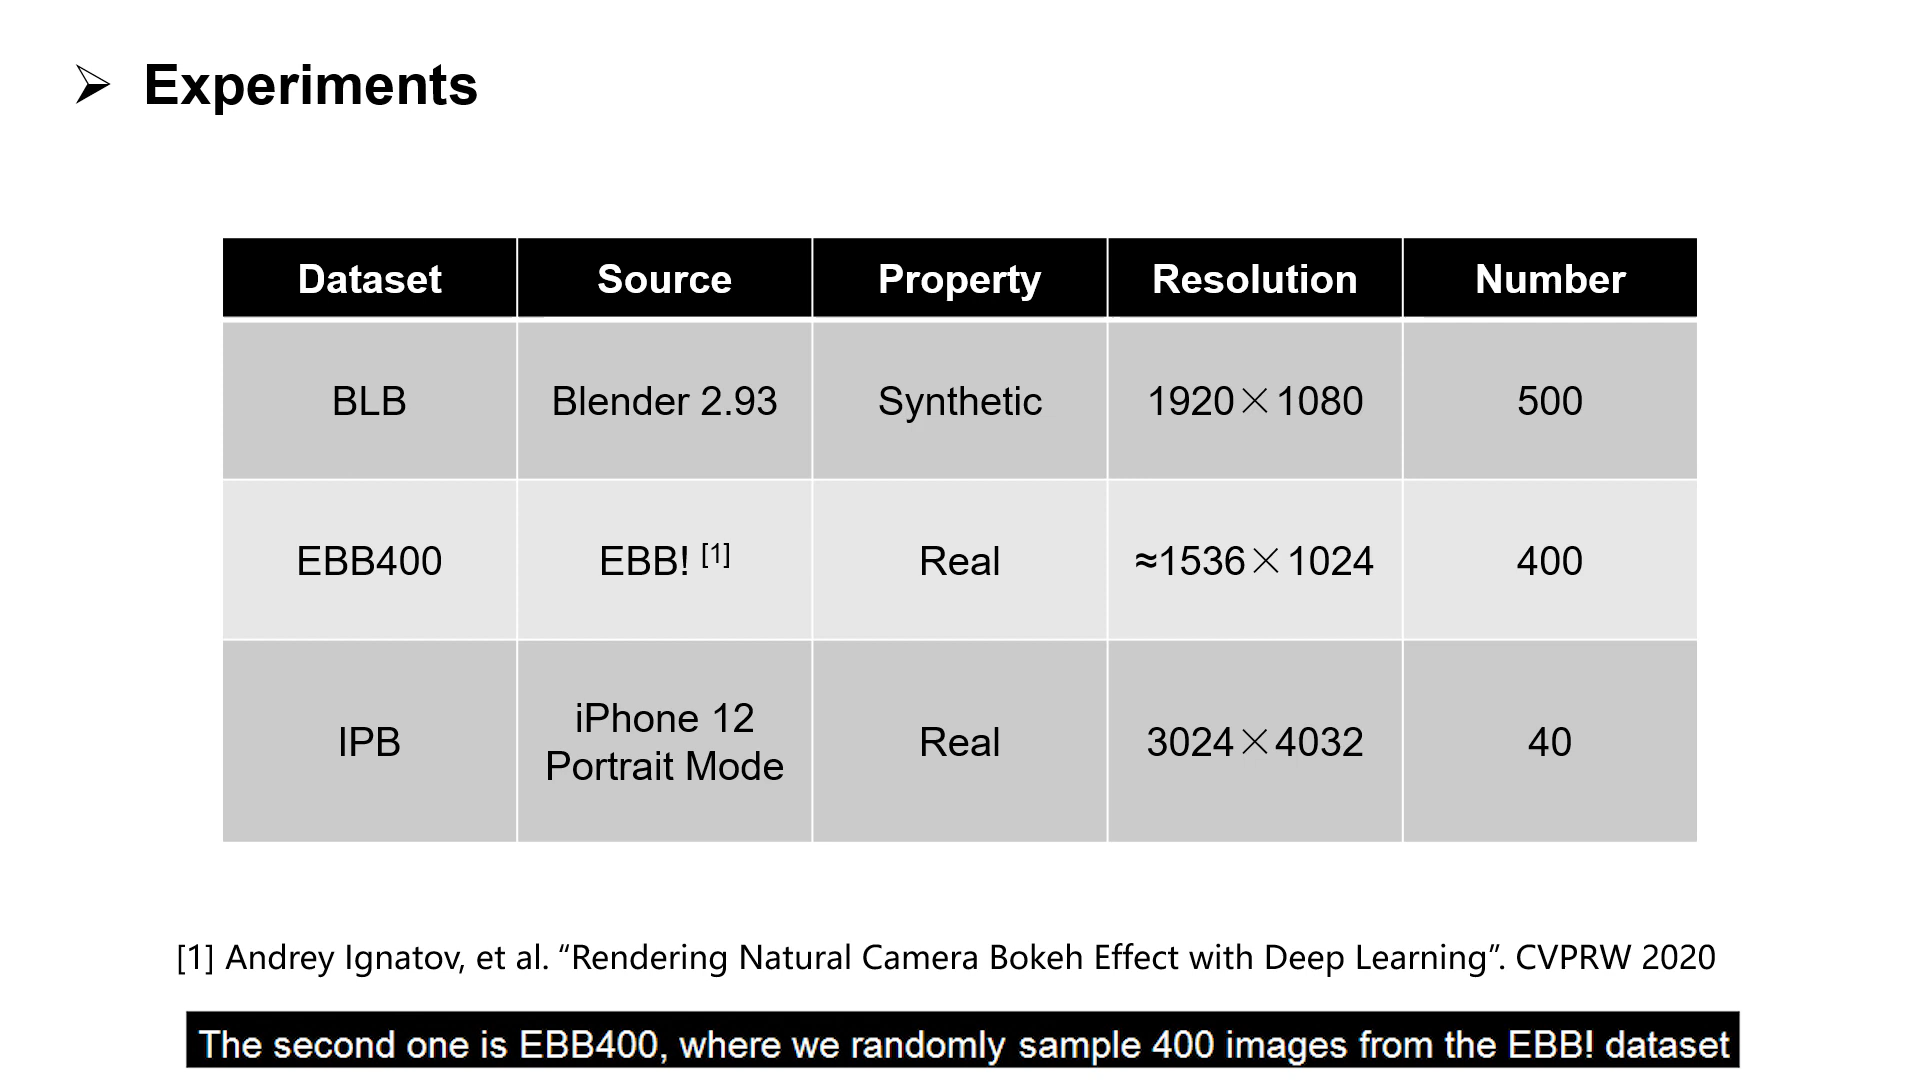 ➢ Experiments
Dataset Source Property Resolution Number
BLB Blender 2.93 Synthetic 1920×1080 500
EBB400 EBB! [1] Real ≈1536×1024 400
IPB iPhone 12 Portrait Mode Real 3024×4032 40
[1] Andrey Ignatov, et al. “Rendering Natural Camera Bokeh Effect with Deep Learning”. CVPRW 2020
The second one is EBB400, where we randomly sample 400 images from the EBB! dataset